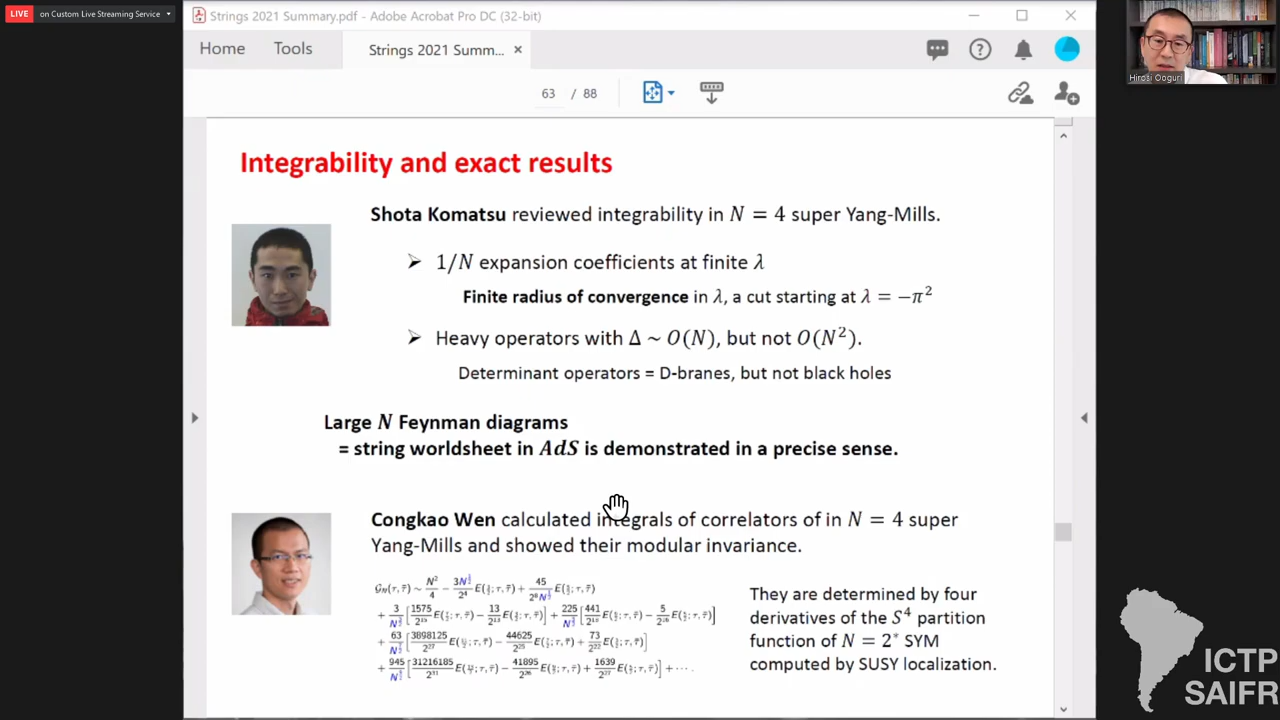 LIVE on Custom Live Streaming Service
Strings 2021 Summary.pdf - Adobe Acrobat Pro DC (32-bit)
Home Tools Strings 2021 Summ... ×
63 / 88
Hirosi Ooguri
Integrability and exact results
Shota Komatsu reviewed integrability in N = 4 super Yang-Mills.
➢ 1/N expansion coefficients at finite λ
Finite radius of convergence in λ, a cut starting at λ = −π²
➢ Heavy operators with Δ ~ O(N), but not O(N²).
Determinant operators = D-branes, but not black holes
Large N Feynman diagrams
= string worldsheet in AdS is demonstrated in a precise sense.
Congkao Wen calculated integrals of correlators of in N = 4 super
Yang-Mills and showed their modular invariance.
They are determined by four
derivatives of the S⁴ partition
function of N = 2* SYM
computed by SUSY localization.
ICTP
SAIFR